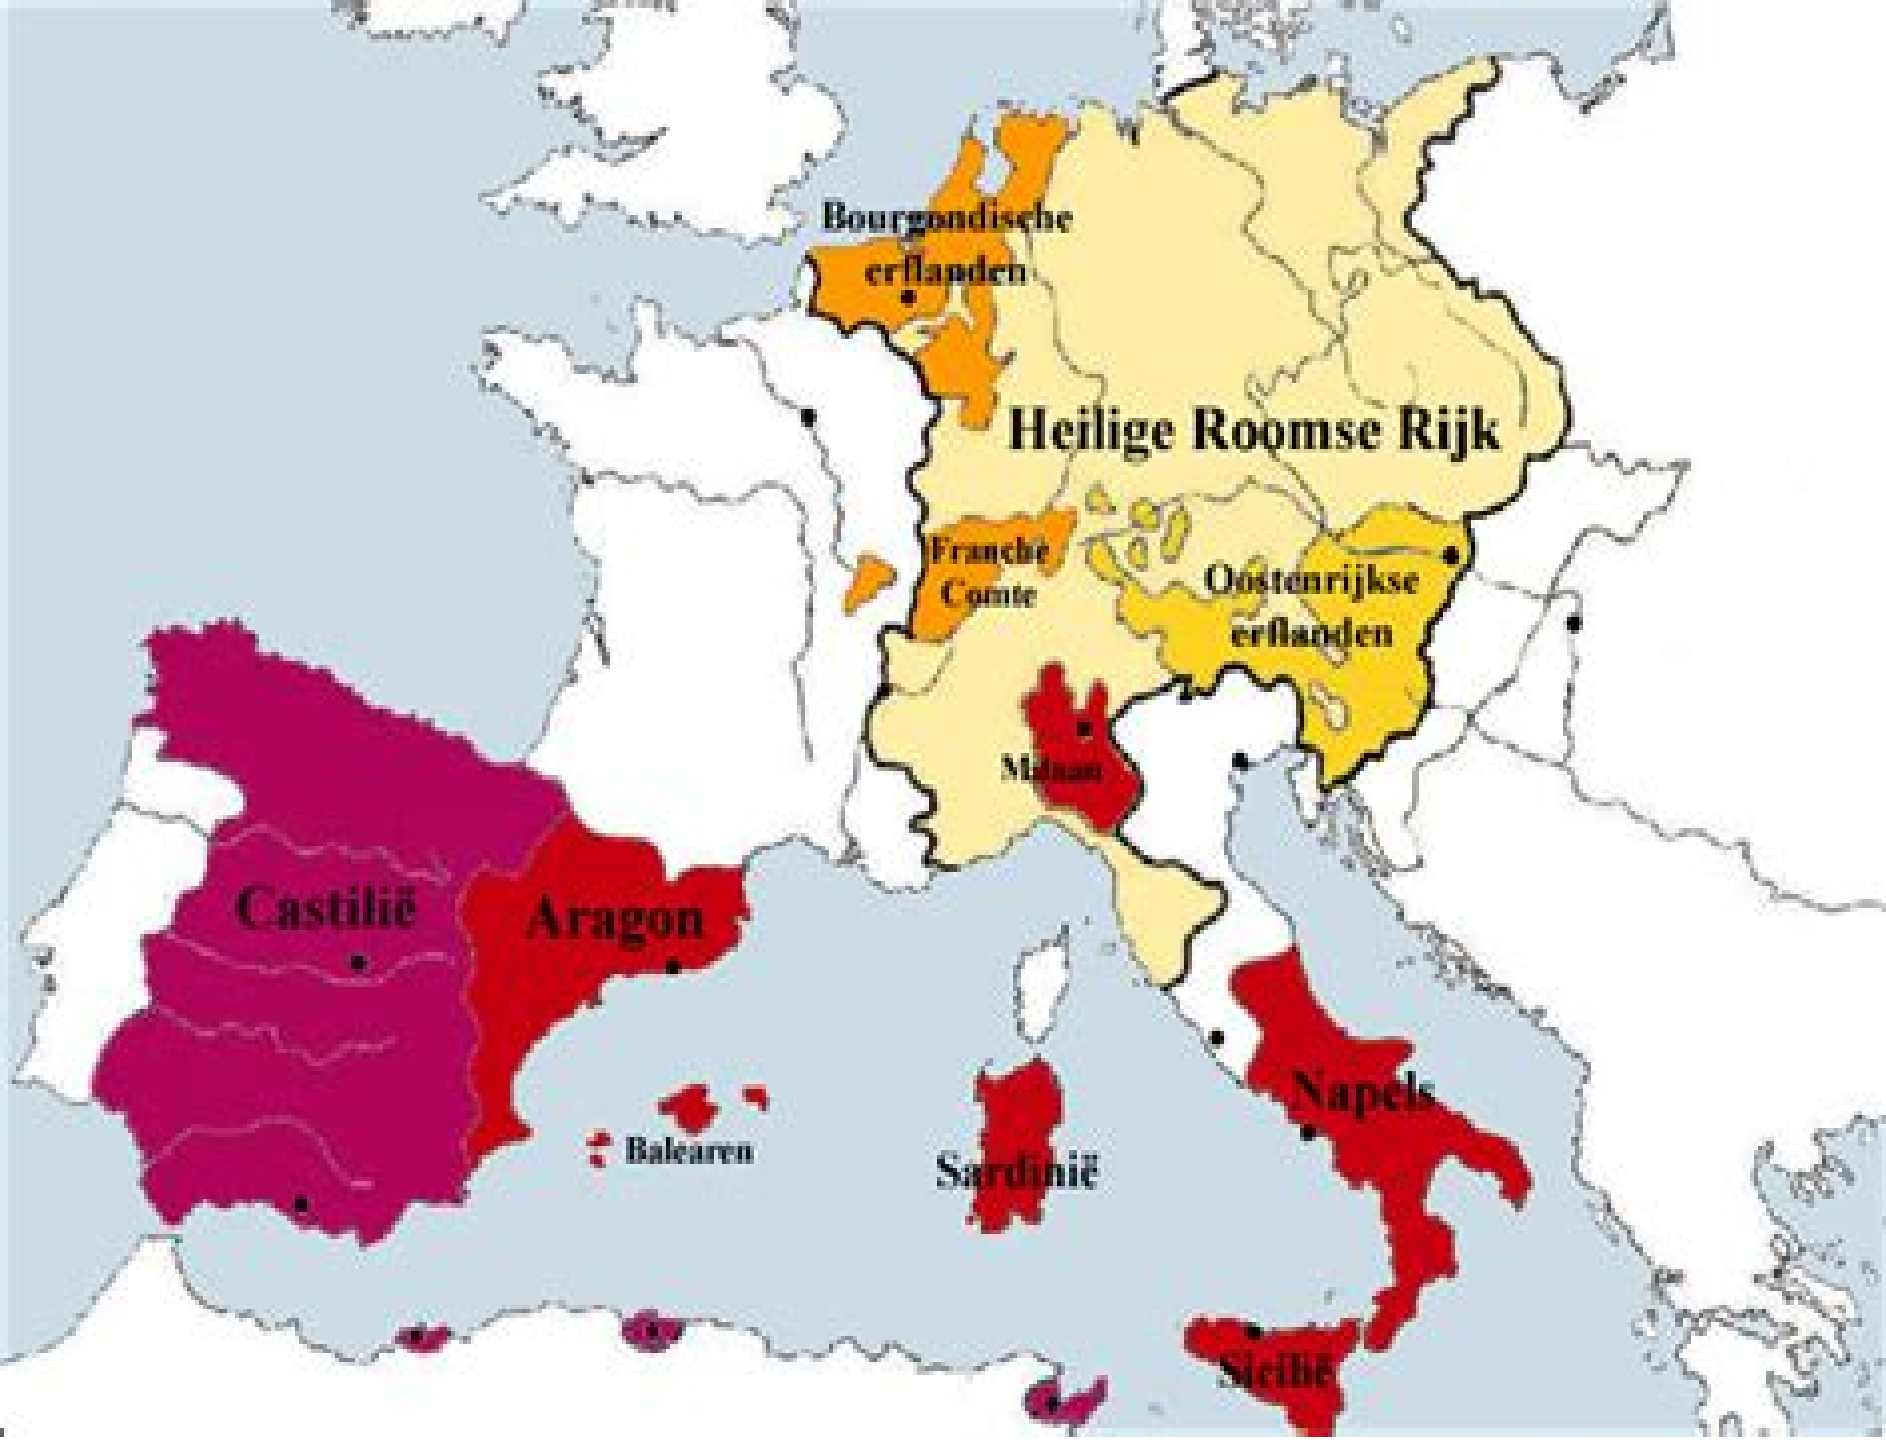 Bourgondische
erflanden
Heilige Roomse Rijk
Franche
Comte
Oostenrijkse
erflanden
Milaan
Castilië
Aragon
Napels
Balearen
Sardinië
Sicilië